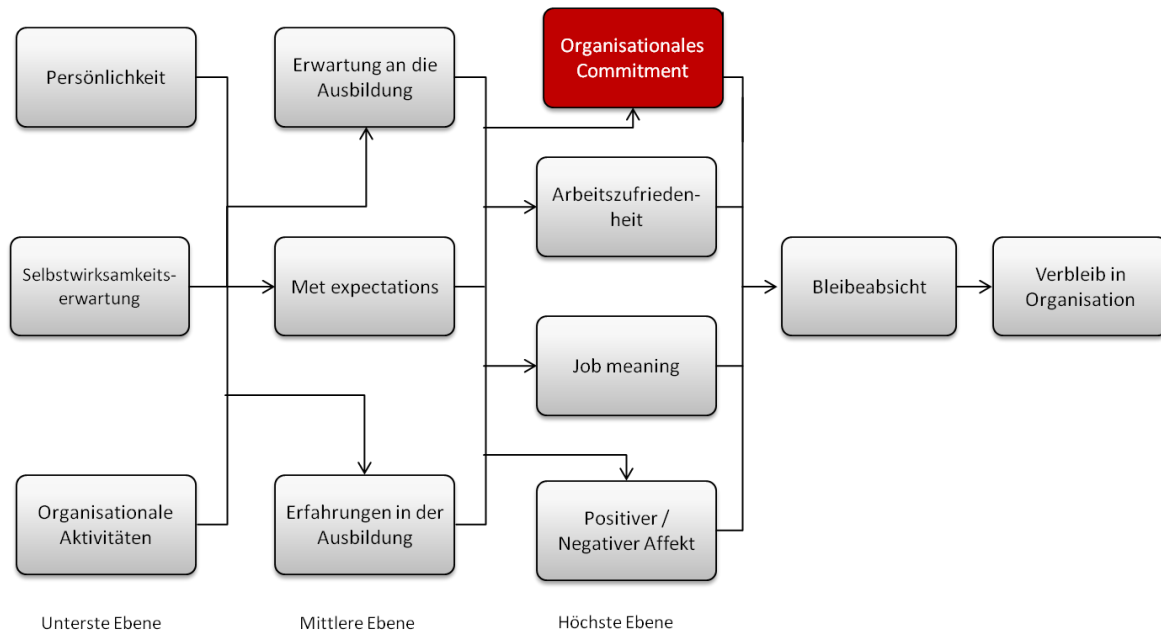 Persönlichkeit
Selbstwirksamkeits-
erwartung
Organisationale
Aktivitäten
Unterste Ebene
Erwartung an die
Ausbildung
Met expectations
Erfahrungen in der
Ausbildung
Mittlere Ebene
Organisationales
Commitment
Arbeitszufrieden-
heit
Job meaning
Positiver /
Negativer Affekt
Höchste Ebene
Bleibeabsicht
Verbleib in
Organisation